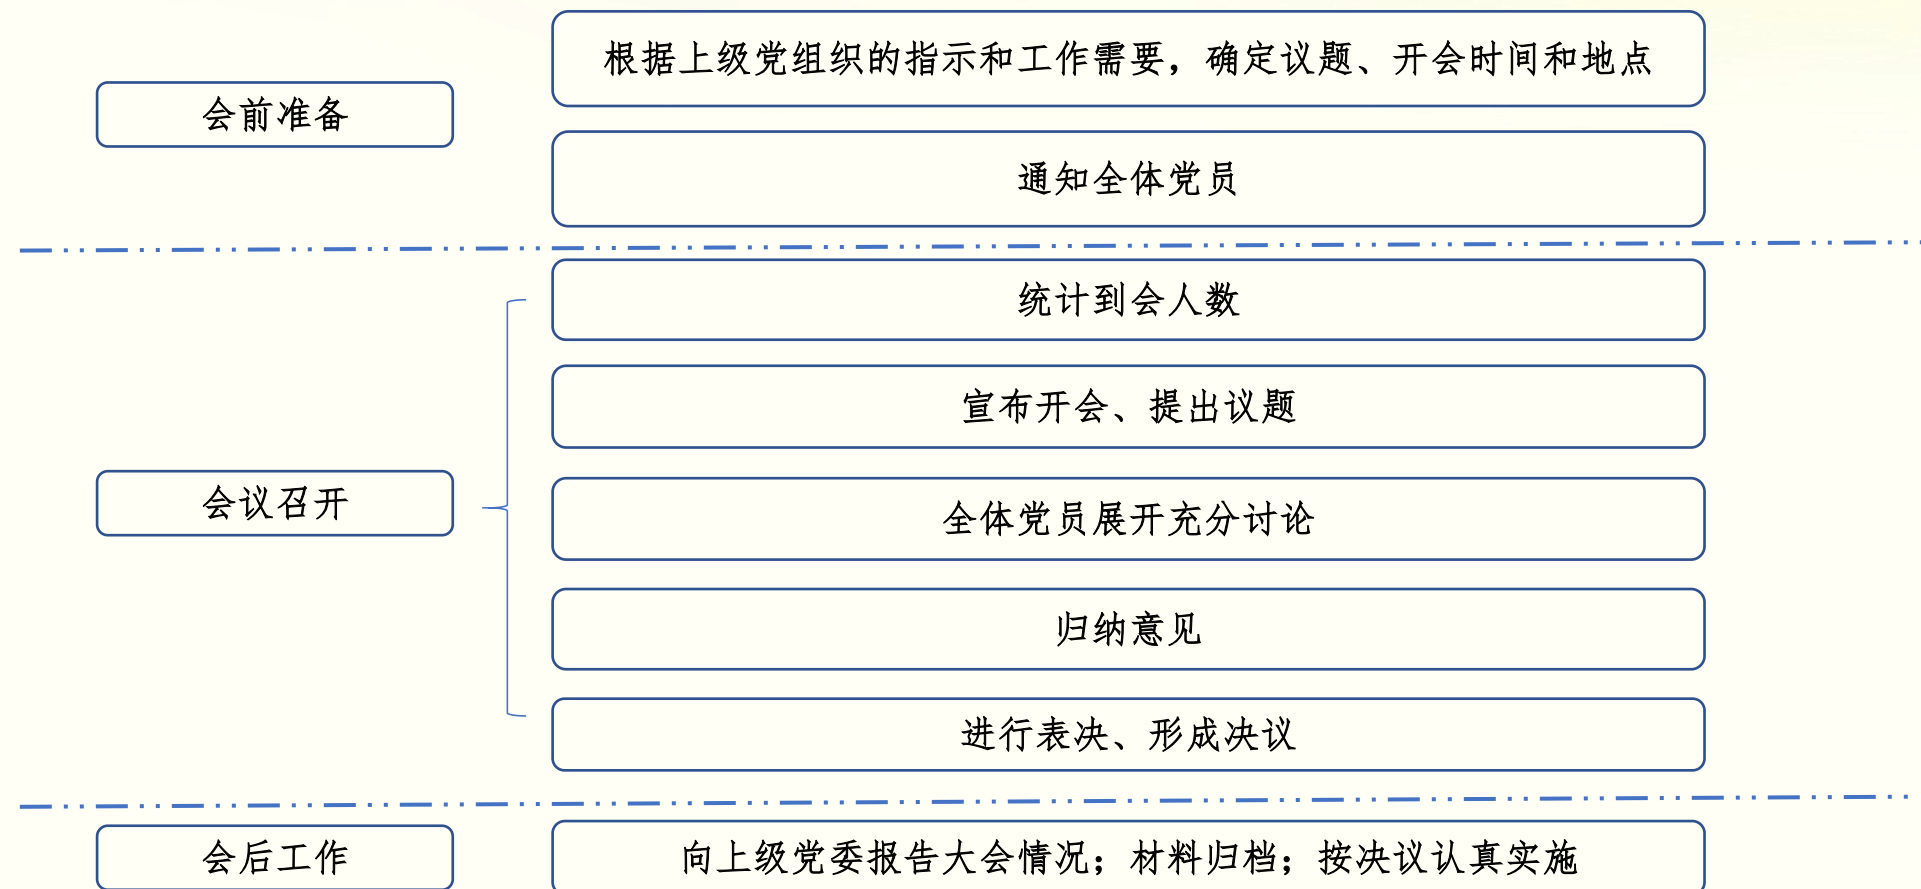 会前准备
根据上级党组织的指示和工作需要，确定议题、开会时间和地点
通知全体党员
会议召开
统计到会人数
宣布开会、提出议题
全体党员展开充分讨论
归纳意见
进行表决、形成决议
会后工作
向上级党委报告大会情况；材料归档；按决议认真实施